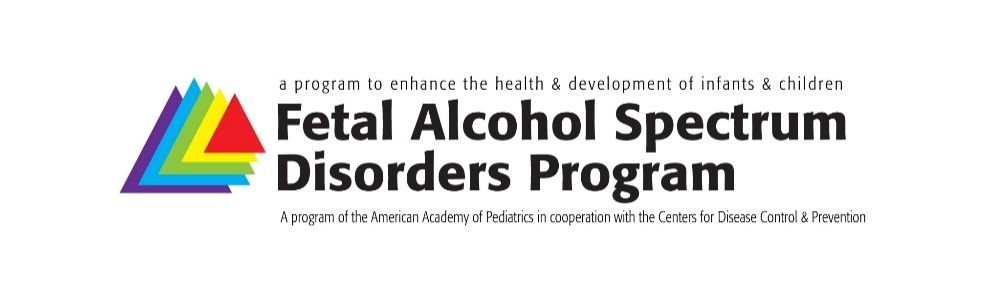 a program to enhance the health & development of infants & children
Fetal Alcohol Spectrum
Disorders Program
A program of the American Academy of Pediatrics in cooperation with the Centers for Disease Control & Prevention